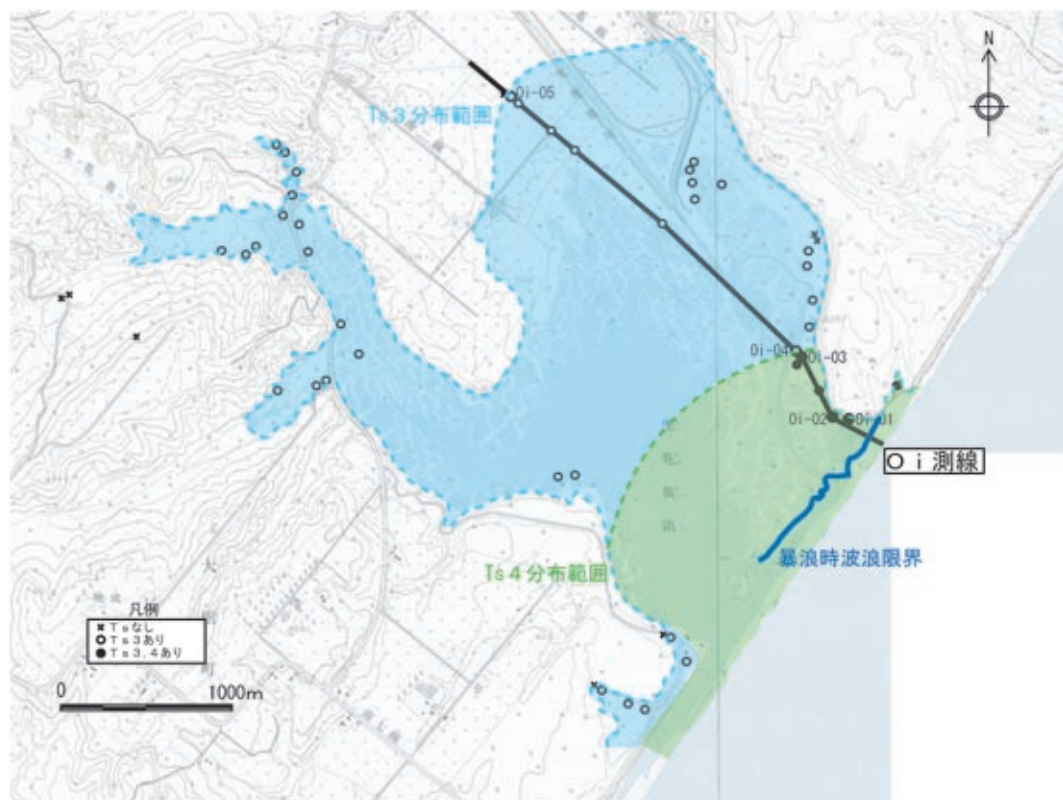 N
Oi-05
Ts3分布範囲
Oi-04
Oi-03
Oi-02
Oi-01
Oi測線
暴浪時波浪限界
Ts4分布範囲
凡例
Tsなし
Ts3あり
Ts3,4あり
0 1000m